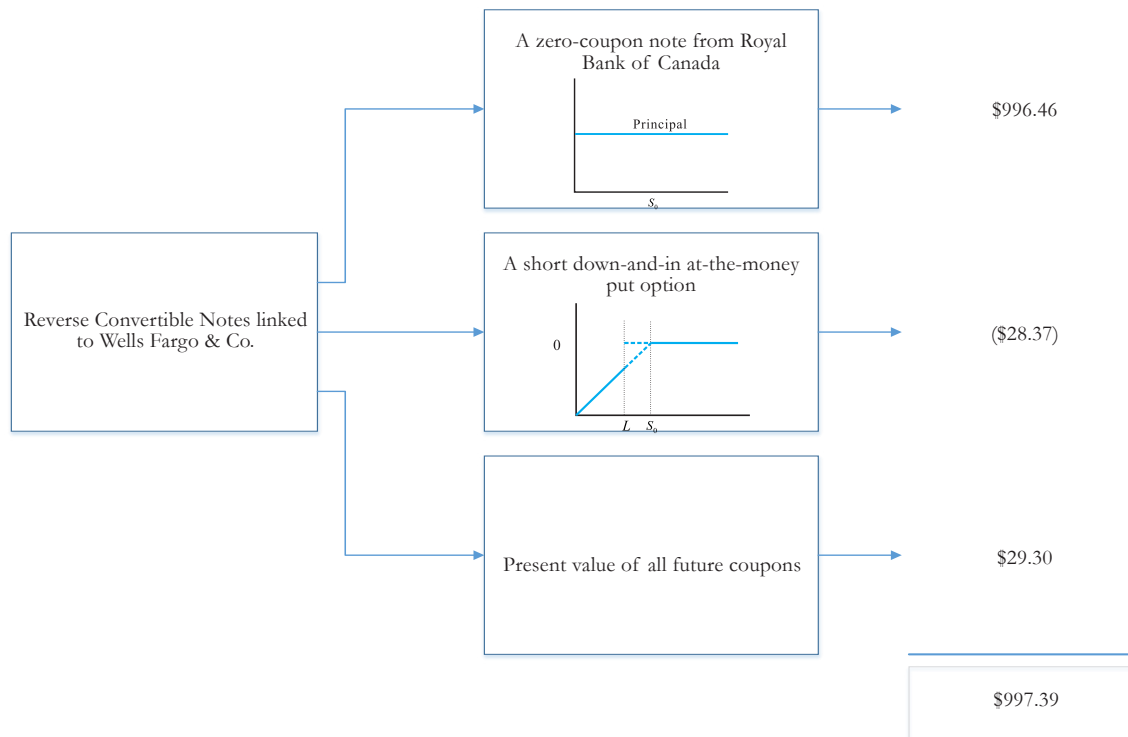 A zero-coupon note from Royal
Bank of Canada
Principal
S₀
$996.46
Reverse Convertible Notes linked
to Wells Fargo & Co.
A short down-and-in at-the-money
put option
0
L S₀
($28.37)
Present value of all future coupons
$29.30
$997.39